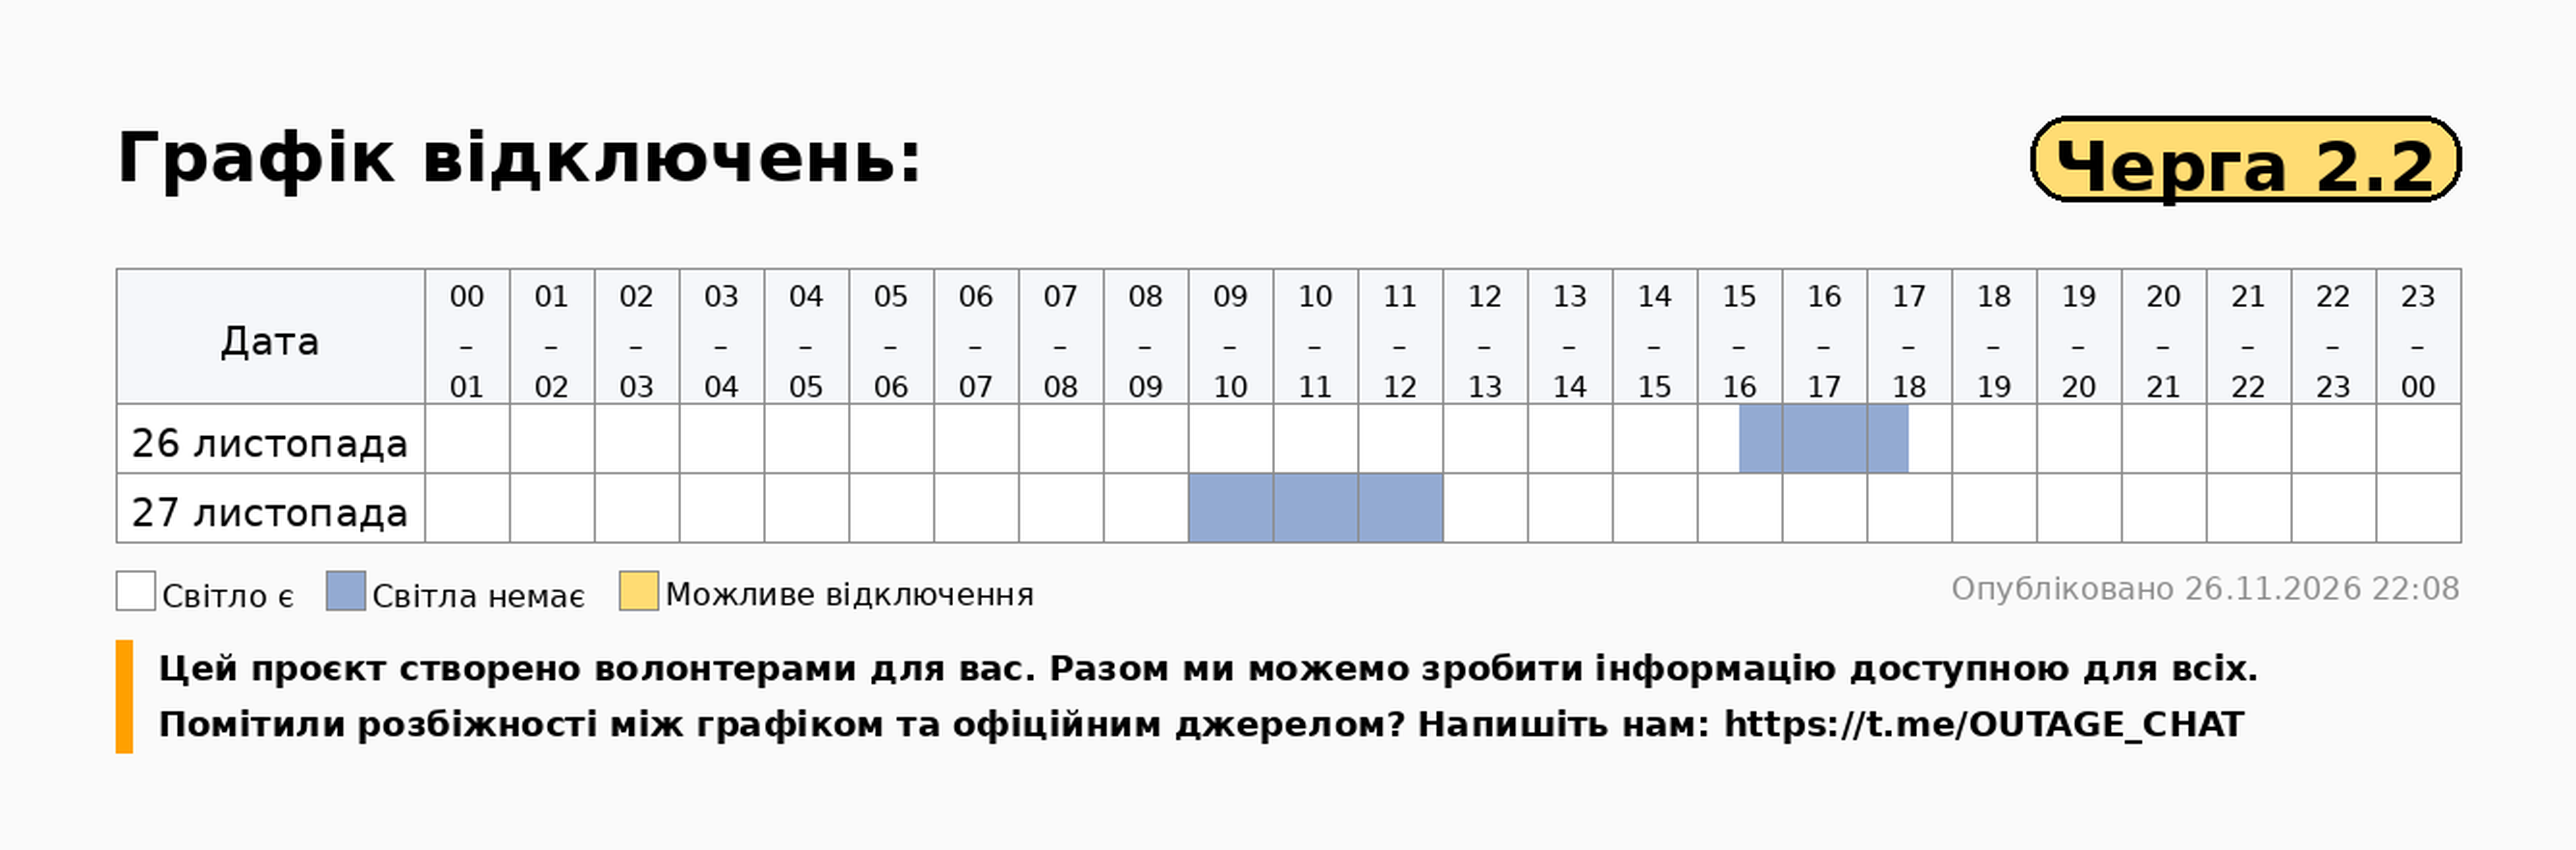 Графік відключень:
Черга 2.2
Дата 00 – 01 01 – 02 02 – 03 03 – 04 04 – 05 05 – 06 06 – 07 07 – 08 08 – 09 09 – 10 10 – 11 11 – 12 12 – 13 13 – 14 14 – 15 15 – 16 16 – 17 17 – 18 18 – 19 19 – 20 20 – 21 21 – 22 22 – 23 23 – 00
26 листопада
27 листопада
Світло є Світла немає Можливе відключення
Опубліковано 26.11.2026 22:08
Цей проєкт створено волонтерами для вас. Разом ми можемо зробити інформацію доступною для всіх.
Помітили розбіжності між графіком та офіційним джерелом? Напишіть нам: https://t.me/OUTAGE_CHAT